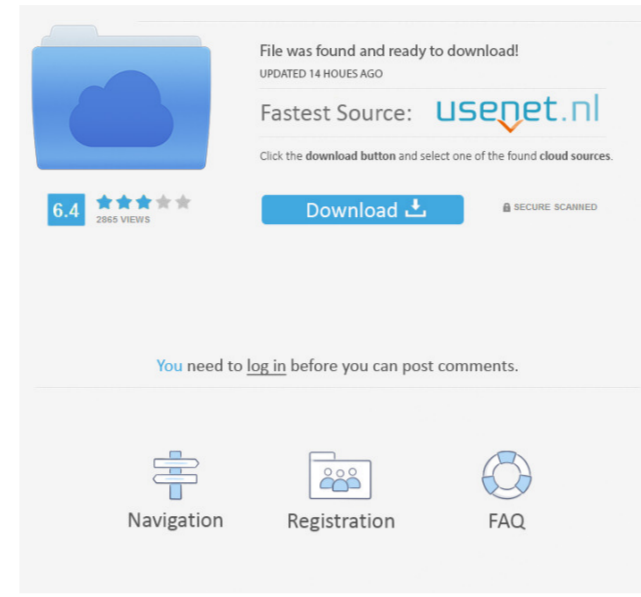 File was found and ready to download!
UPDATED 14 HOUES AGO
Fastest Source: usenet.nl
Click the download button and select one of the found cloud sources.
6.4
2865 VIEWS
Download
SECURE SCANNED
You need to log in before you can post comments.
Navigation
Registration
FAQ